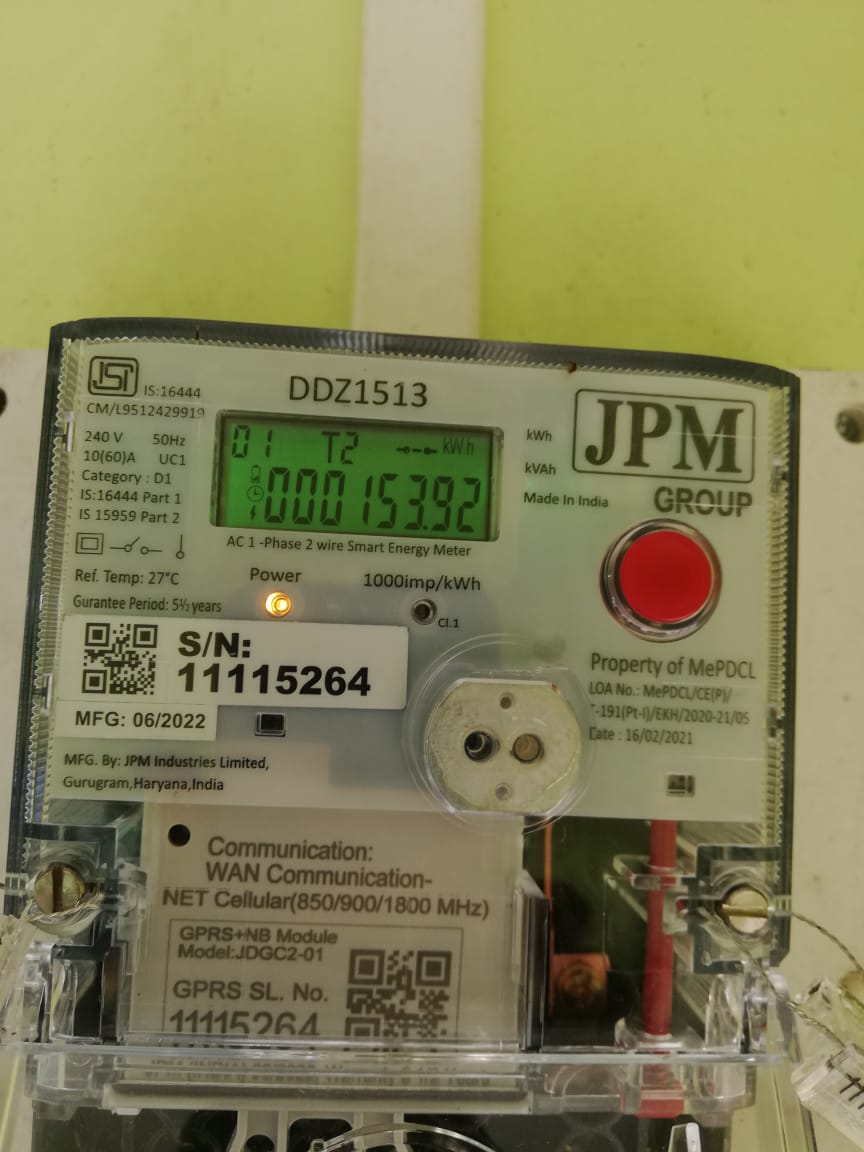 ISI
IS:16444
CM/L9512429919
DDZ1513
240 V 50Hz
10(60)A UC1
Category : D1
IS:16444 Part 1
IS 15959 Part 2
01 T2 kWh
000153.92
kWh
kVAh
Made In India
JPM
GROUP
AC 1 -Phase 2 wire Smart Energy Meter
Ref. Temp: 27°C
Gurantee Period: 5½ years
Power
1000imp/kWh
Cl.1
S/N:
11115264
MFG: 06/2022
Property of MePDCL
LOA No.: MePDCL/CE(P)/
T-191(Pt-I)/EKH/2020-21/05
Date : 16/02/2021
MFG. By: JPM Industries Limited,
Gurugram,Haryana,India
Communication:
WAN Communication-
NET Cellular(850/900/1800 MHz)
GPRS+NB Module
Model:JDGC2-01
GPRS SL. No.
11115264